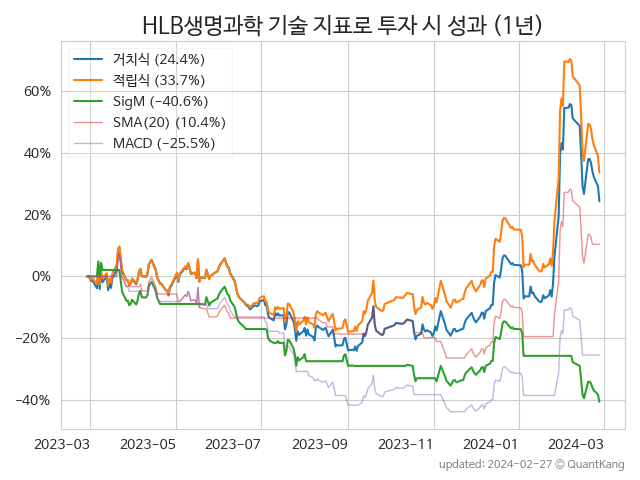 HLB생명과학 기술 지표로 투자 시 성과 (1년)
거치식 (24.4%)
적립식 (33.7%)
SigM (−40.6%)
SMA(20) (10.4%)
MACD (−25.5%)
60%
40%
20%
0%
−20%
−40%
2023-03 2023-05 2023-07 2023-09 2023-11 2024-01 2024-03
updated: 2024-02-27 © QuantKang